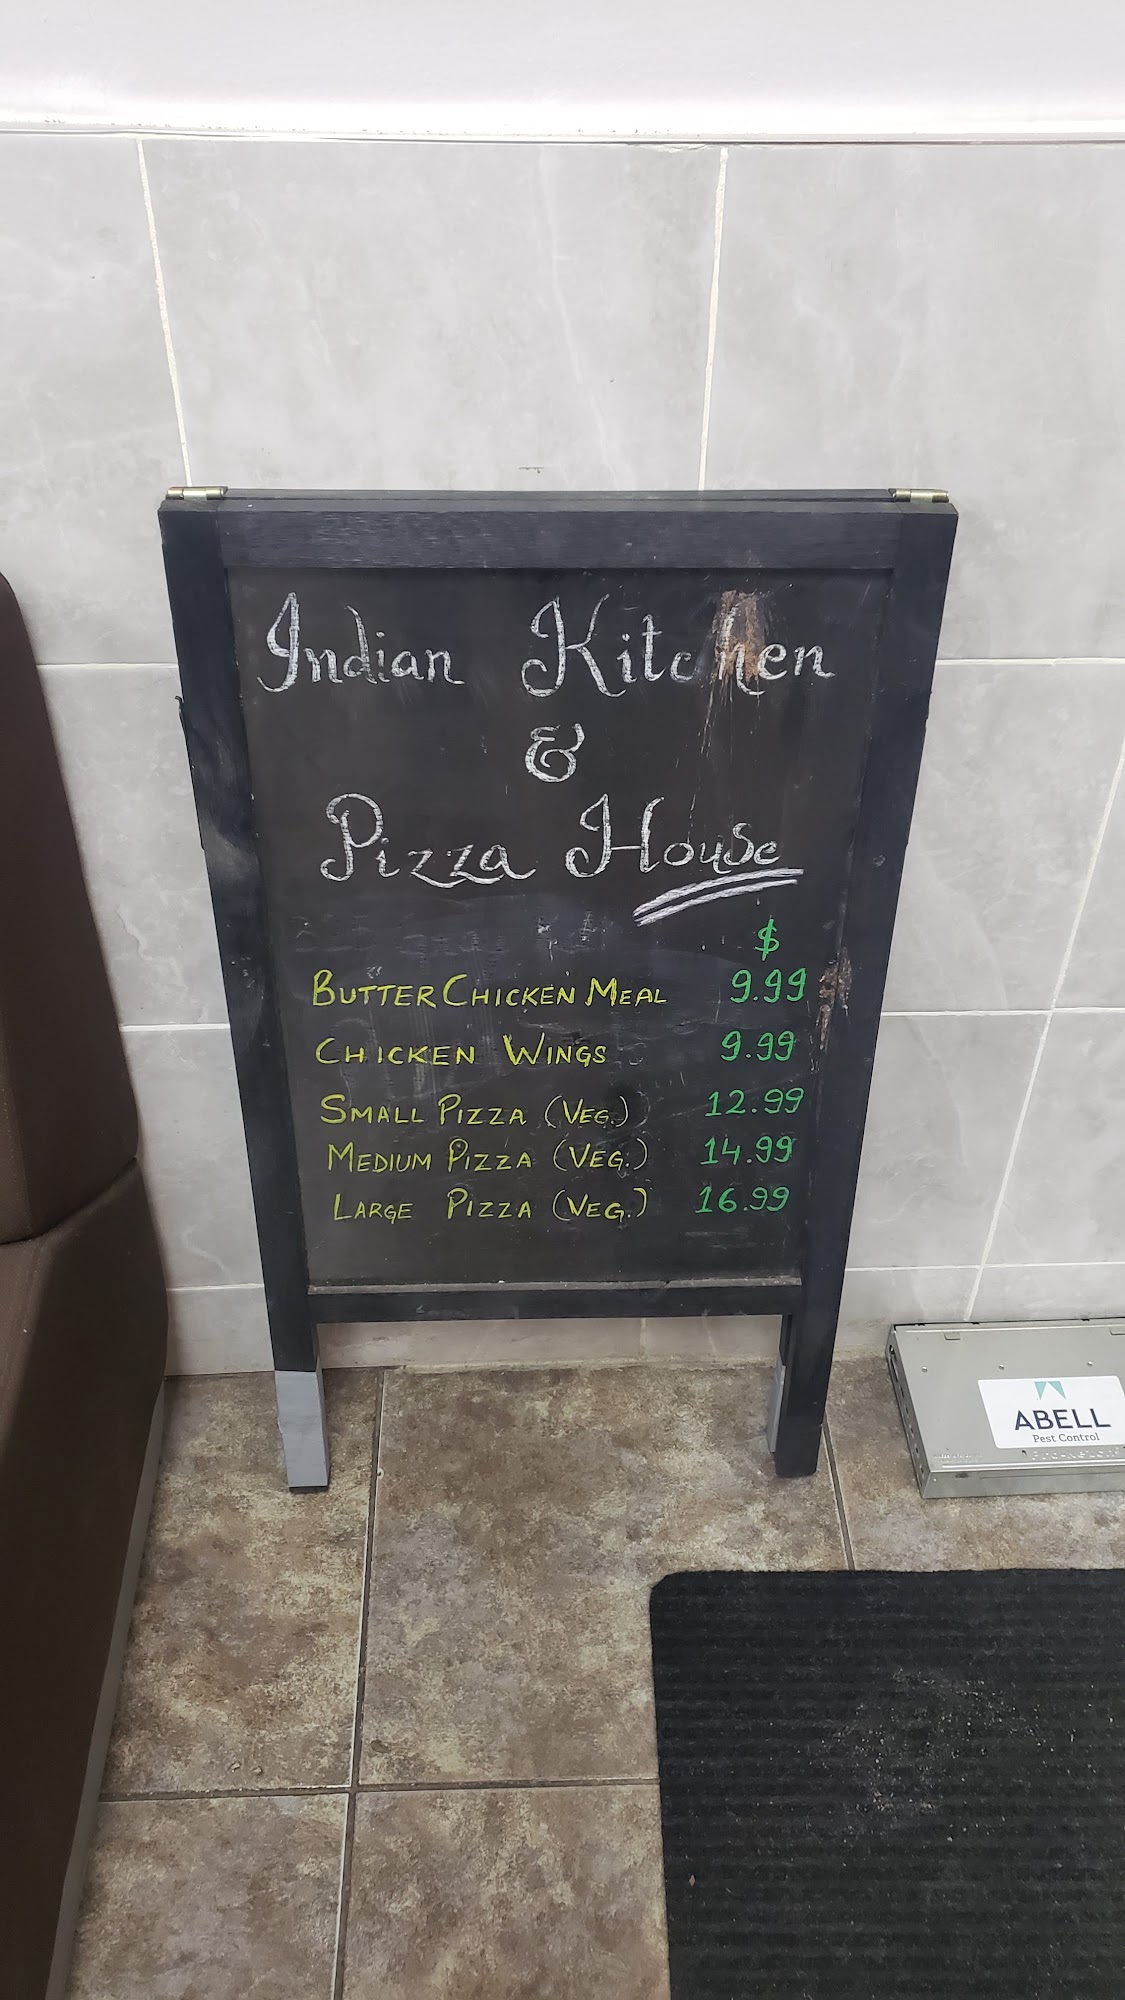 Indian Kitchen
&
Pizza House
$
BUTTER CHICKEN MEAL 9.99
CHICKEN WINGS 9.99
SMALL PIZZA (VEG.) 12.99
MEDIUM PIZZA (VEG.) 14.99
LARGE PIZZA (VEG.) 16.99
ABELL
Pest Control